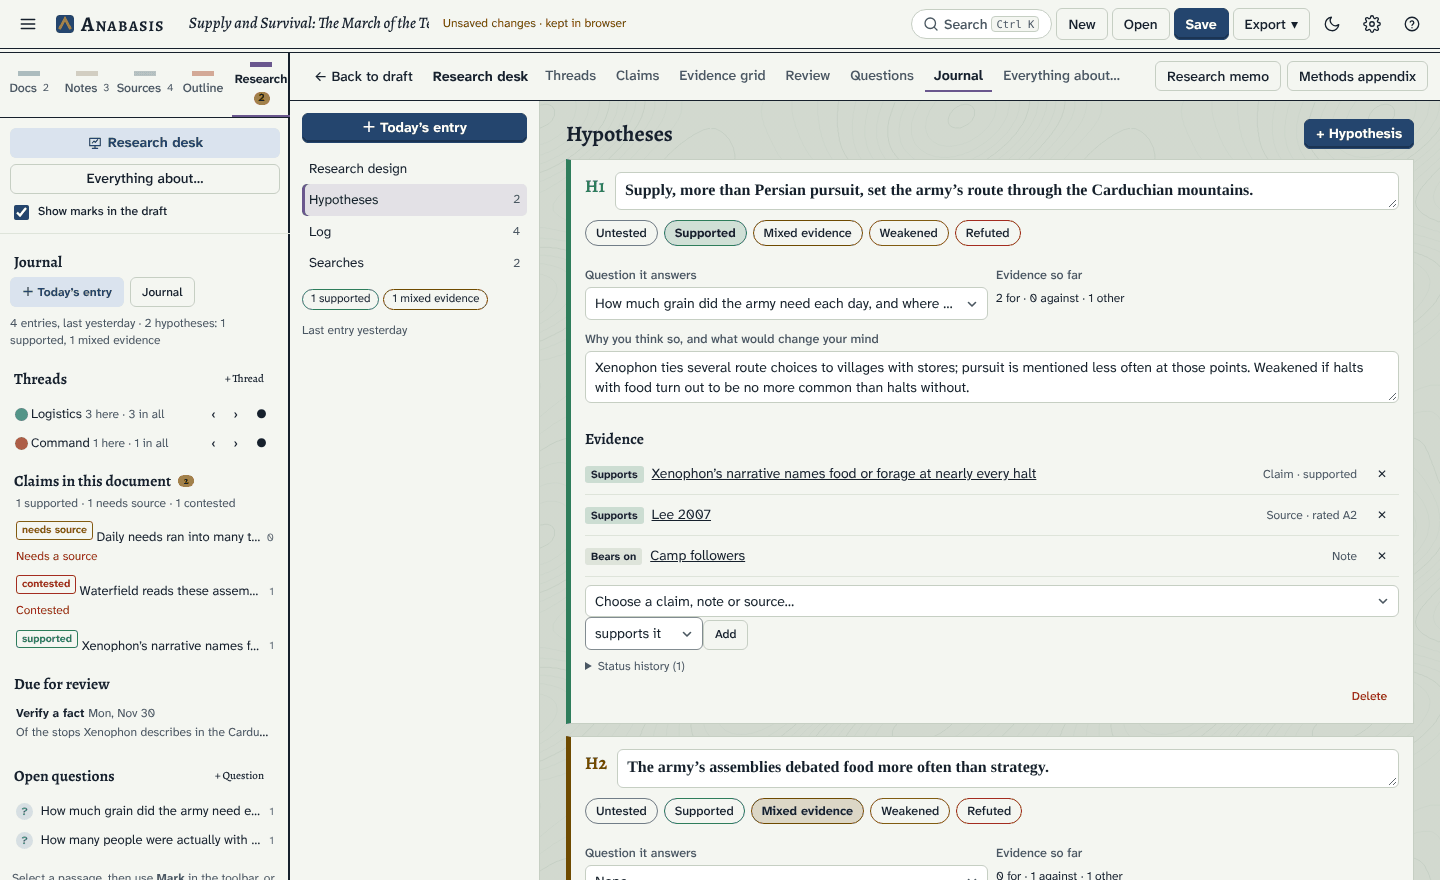 Anabasis
Supply and Survival: The March of the Te
Unsaved changes · kept in browser
Search Ctrl K
New
Open
Save
Export ▾
Docs 2
Notes 3
Sources 4
Outline
Research 2
← Back to draft
Research desk
Threads
Claims
Evidence grid
Review
Questions
Journal
Everything about…
Research memo
Methods appendix
Research desk
Everything about…
Show marks in the draft
Journal
+ Today's entry
Journal
4 entries, last yesterday · 2 hypotheses: 1
supported, 1 mixed evidence
Threads
+ Thread
Logistics 3 here · 3 in all ‹ ›
Command 1 here · 1 in all ‹ ›
Claims in this document 2
1 supported · 1 needs source · 1 contested
needs source Daily needs ran into many t… 0
Needs a source
contested Waterfield reads these assem… 1
Contested
supported Xenophon's narrative names f… 1
Due for review
Verify a fact Mon, Nov 30
Of the stops Xenophon describes in the Cardu…
Open questions
+ Question
? How much grain did the army need e… 1
? How many people were actually with … 1
Select a passage, then use Mark in the toolbar, or
+ Today's entry
Research design
Hypotheses 2
Log 4
Searches 2
1 supported
1 mixed evidence
Last entry yesterday
Hypotheses
+ Hypothesis
H1
Supply, more than Persian pursuit, set the army's route through the Carduchian mountains.
Untested
Supported
Mixed evidence
Weakened
Refuted
Question it answers
How much grain did the army need each day, and where …
Evidence so far
2 for · 0 against · 1 other
Why you think so, and what would change your mind
Xenophon ties several route choices to villages with stores; pursuit is mentioned less often at those points. Weakened if halts
with food turn out to be no more common than halts without.
Evidence
Supports Xenophon's narrative names food or forage at nearly every halt Claim · supported ×
Supports Lee 2007 Source · rated A2 ×
Bears on Camp followers Note ×
Choose a claim, note or source…
supports it
Add
▶ Status history (1)
Delete
H2
The army's assemblies debated food more often than strategy.
Untested
Supported
Mixed evidence
Weakened
Refuted
Question it answers
None
Evidence so far
0 for · 1 against · 1 other